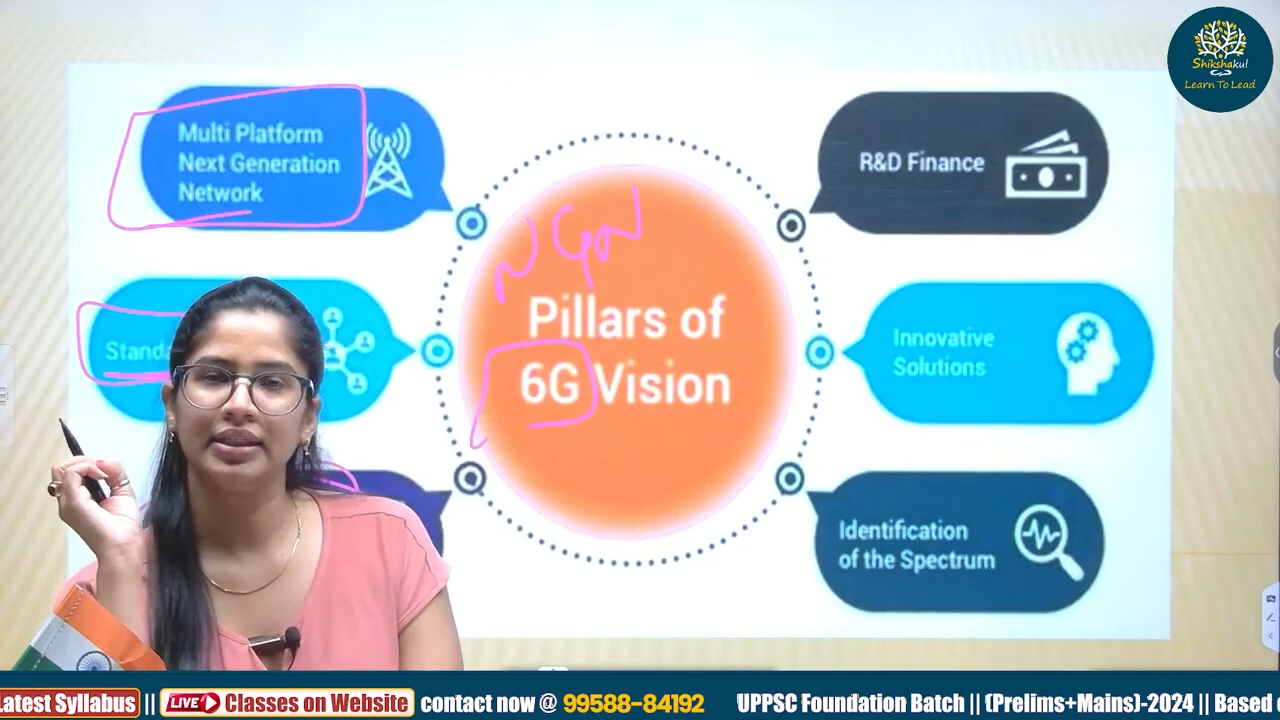 Shikshakul
Learn To Lead
Multi Platform
Next Generation
Network
R&D Finance
NGN
Pillars of
6G Vision
Innovative
Solutions
Identification
of the Spectrum
Latest Syllabus || LIVE Classes on Website contact now @ 99588-84192 UPPSC Foundation Batch || (Prelims+Mains)-2024 || Based